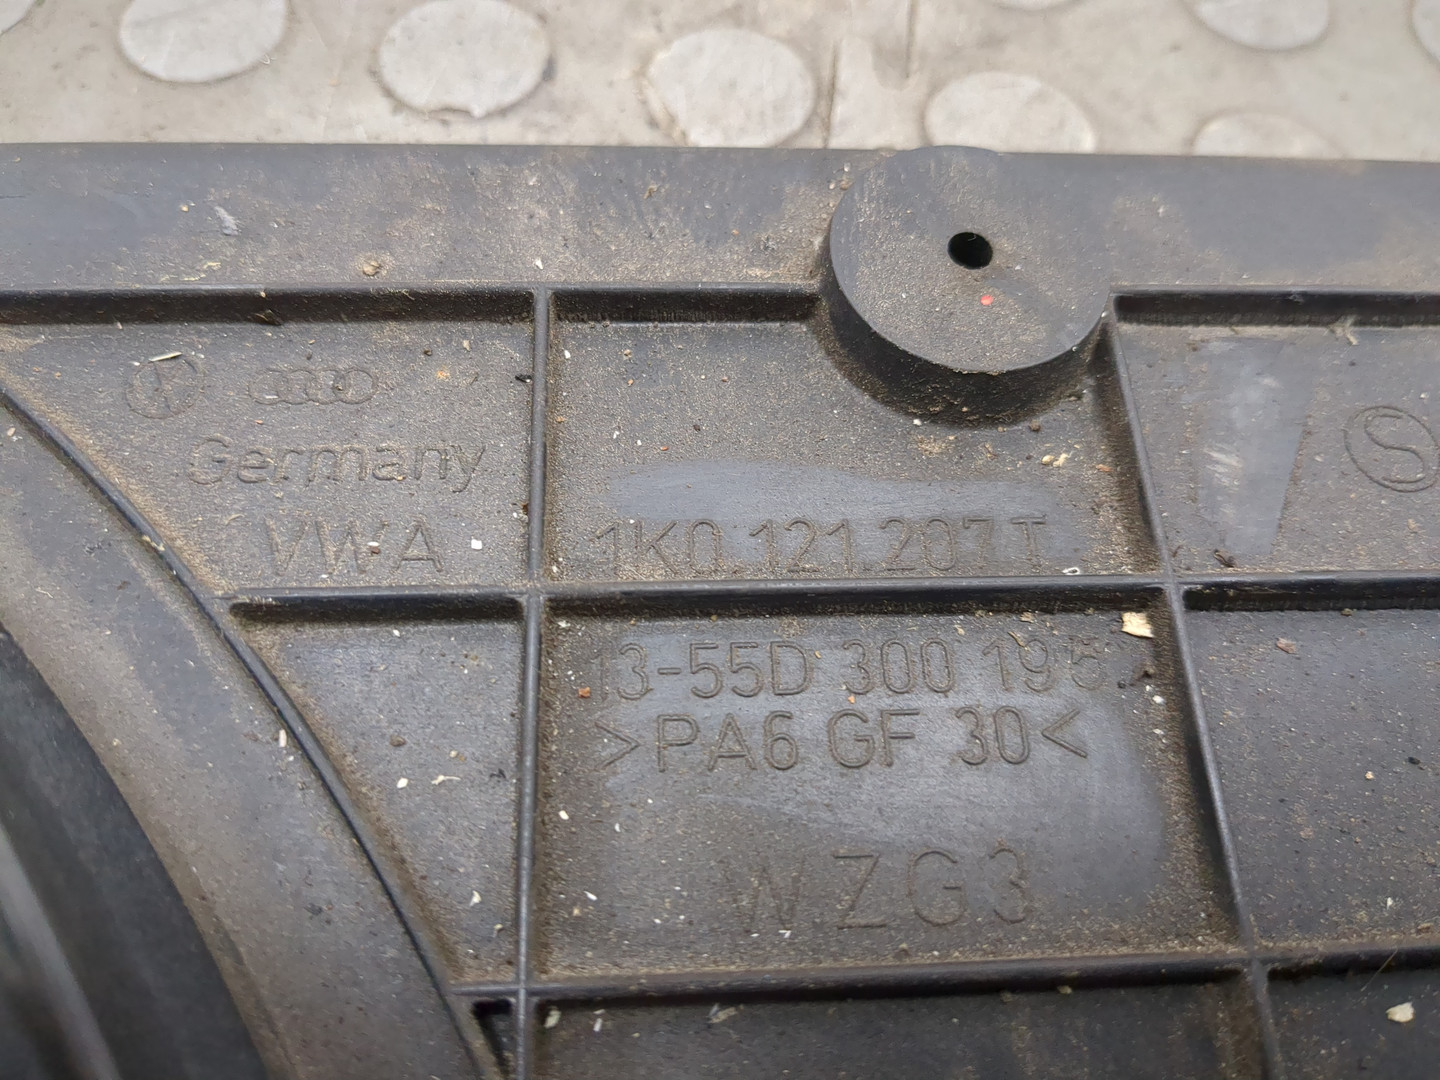 Germany
VWA
1K0.121.207 T
S
13-55D 300 196
>PA6 GF 30<
WZG3